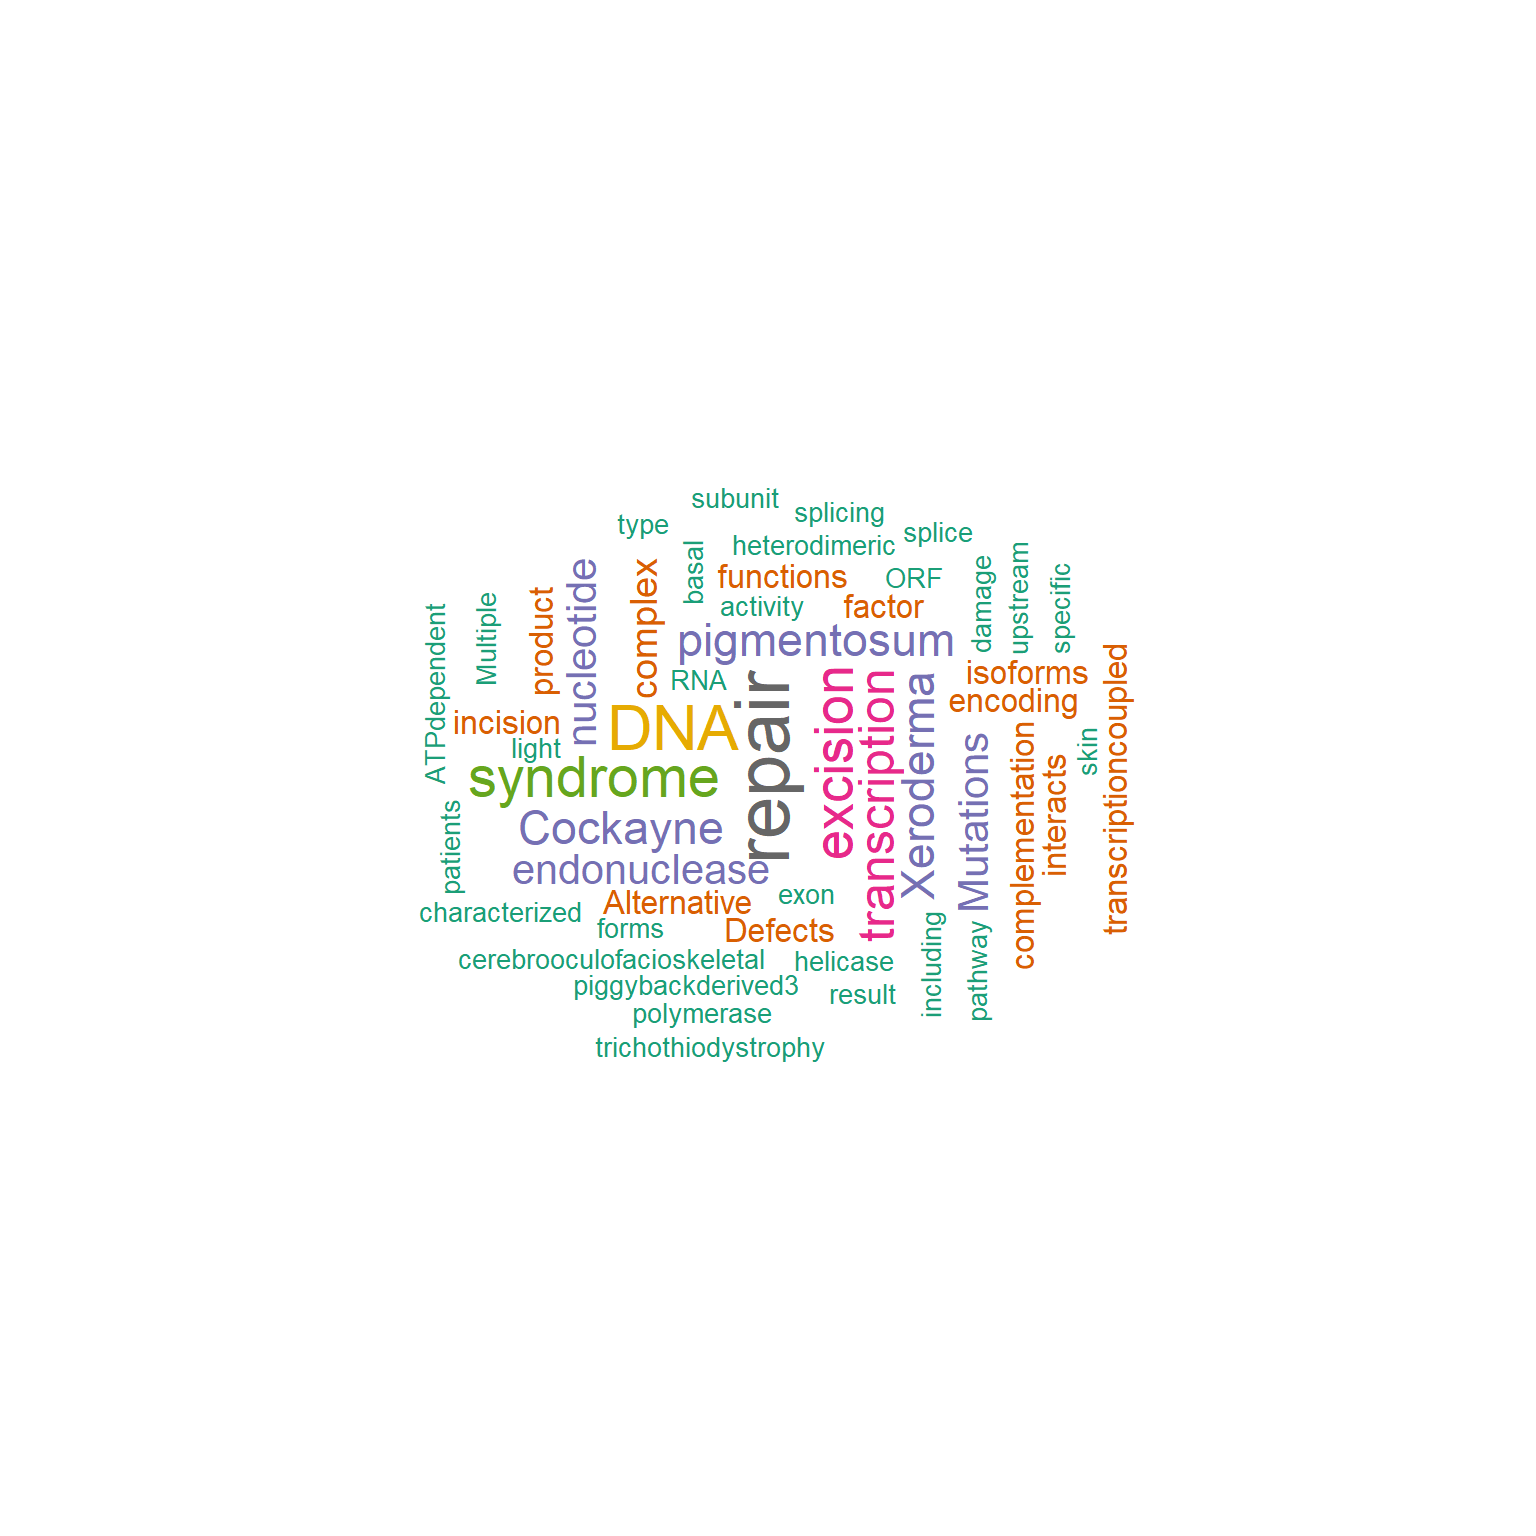 subunit
splicing
type
splice
heterodimeric
basal
functions
ORF
damage
upstream
specific
nucleotide
complex
product
Multiple
ATPdependent
activity
factor
pigmentosum
RNA
isoforms
encoding
transcriptioncoupled
incision
light
DNA
repair
excision
transcription
Xeroderma
Mutations
complementation
interacts
skin
syndrome
Cockayne
endonuclease
patients
characterized
Alternative
exon
forms
Defects
cerebrooculofacioskeletal
helicase
including
pathway
piggybackderived3
result
polymerase
trichothiodystrophy